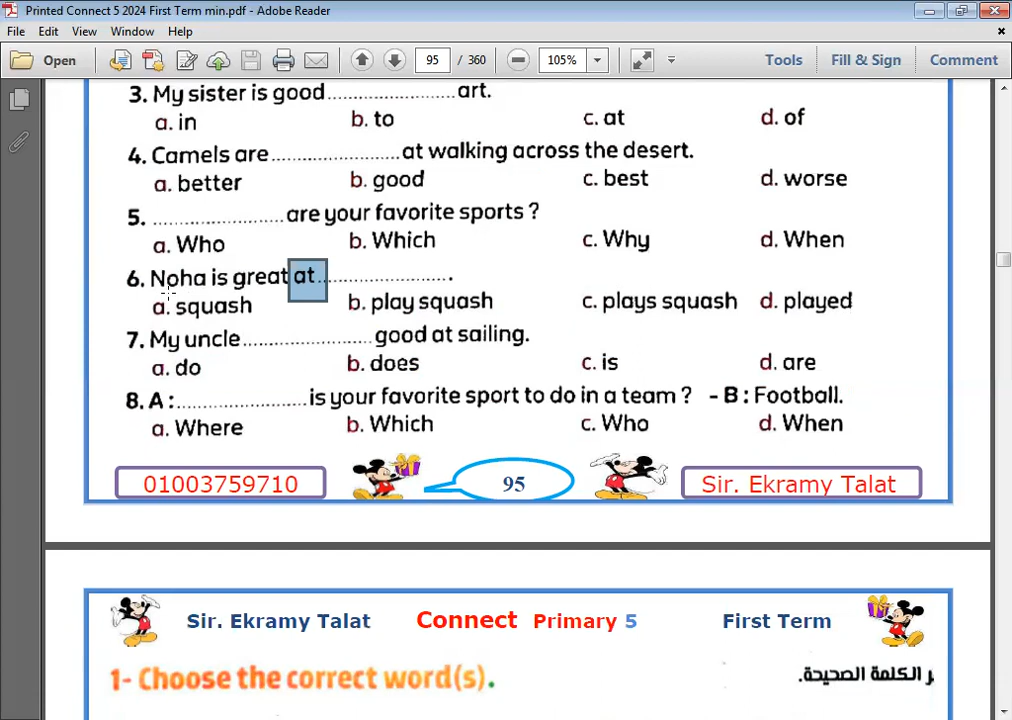 Printed Connect 5 2024 First Term min.pdf - Adobe Reader
File Edit View Window Help
Open 95 / 360 105% Tools Fill & Sign Comment
3. My sister is good ...................... art.
a. in b. to c. at d. of
4. Camels are ...................... at walking across the desert.
a. better b. good c. best d. worse
5. ...................... are your favorite sports ?
a. Who b. Which c. Why d. When
6. Noha is great at ...................... .
a. squash b. play squash c. plays squash d. played
7. My uncle ...................... good at sailing.
a. do b. does c. is d. are
8. A : ...................... is your favorite sport to do in a team ? - B : Football.
a. Where b. Which c. Who d. When
01003759710 95 Sir. Ekramy Talat
Sir. Ekramy Talat Connect Primary 5 First Term
1- Choose the correct word(s). ر الكلمة الصحيحة.